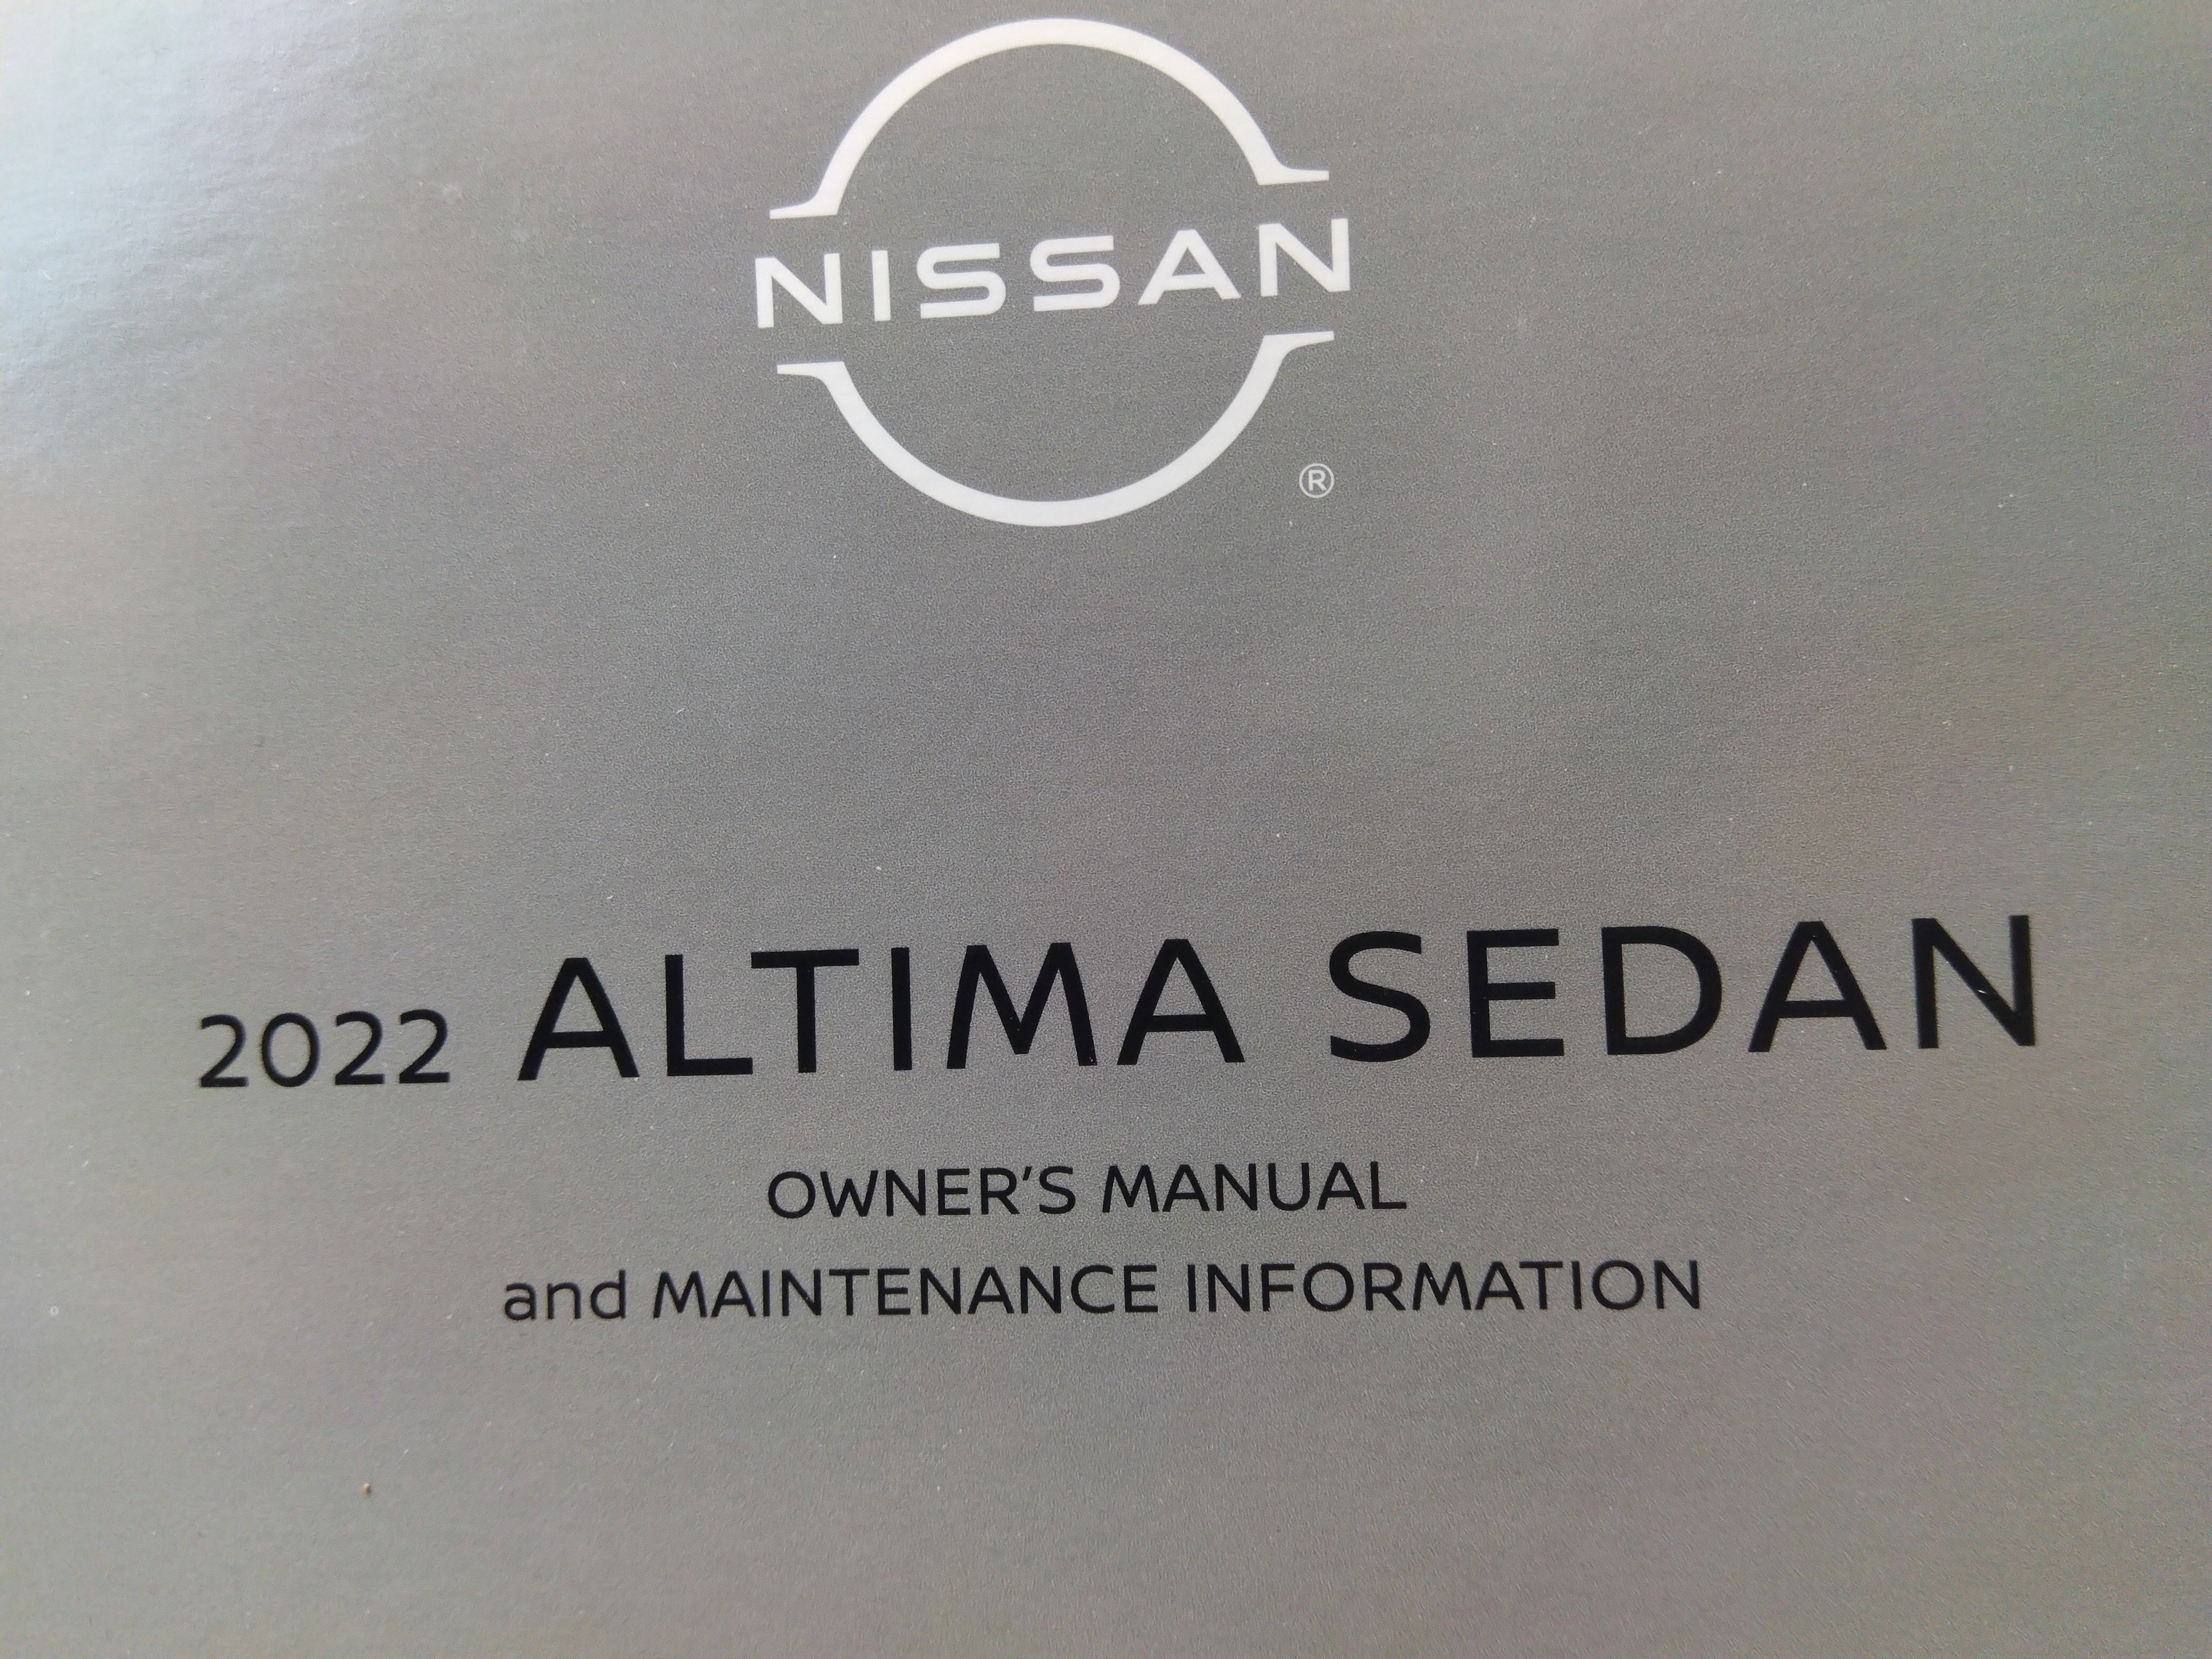 NISSAN
®
2022 ALTIMA SEDAN
OWNER'S MANUAL
and MAINTENANCE INFORMATION